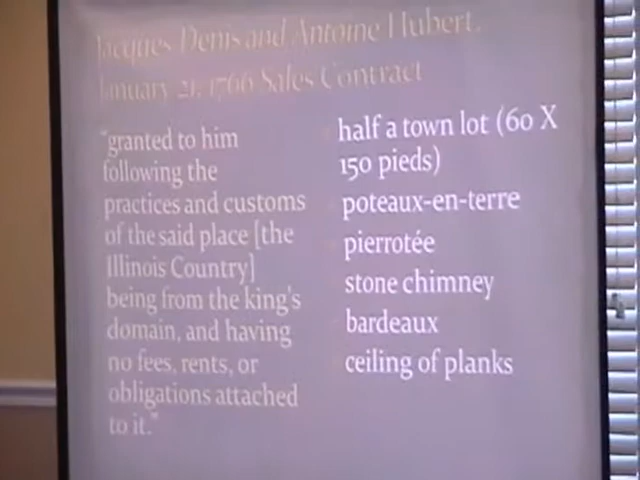 Jacques Denis and Antoine Hubert,
January 21, 1766 Sales Contract
"granted to him
following the
practices and customs
of the said place [the
Illinois Country]
being from the king's
domain, and having
no fees, rents, or
obligations attached
to it."
half a town lot (60 X
150 pieds)
poteaux-en-terre
pierrotée
stone chimney
bardeaux
ceiling of planks